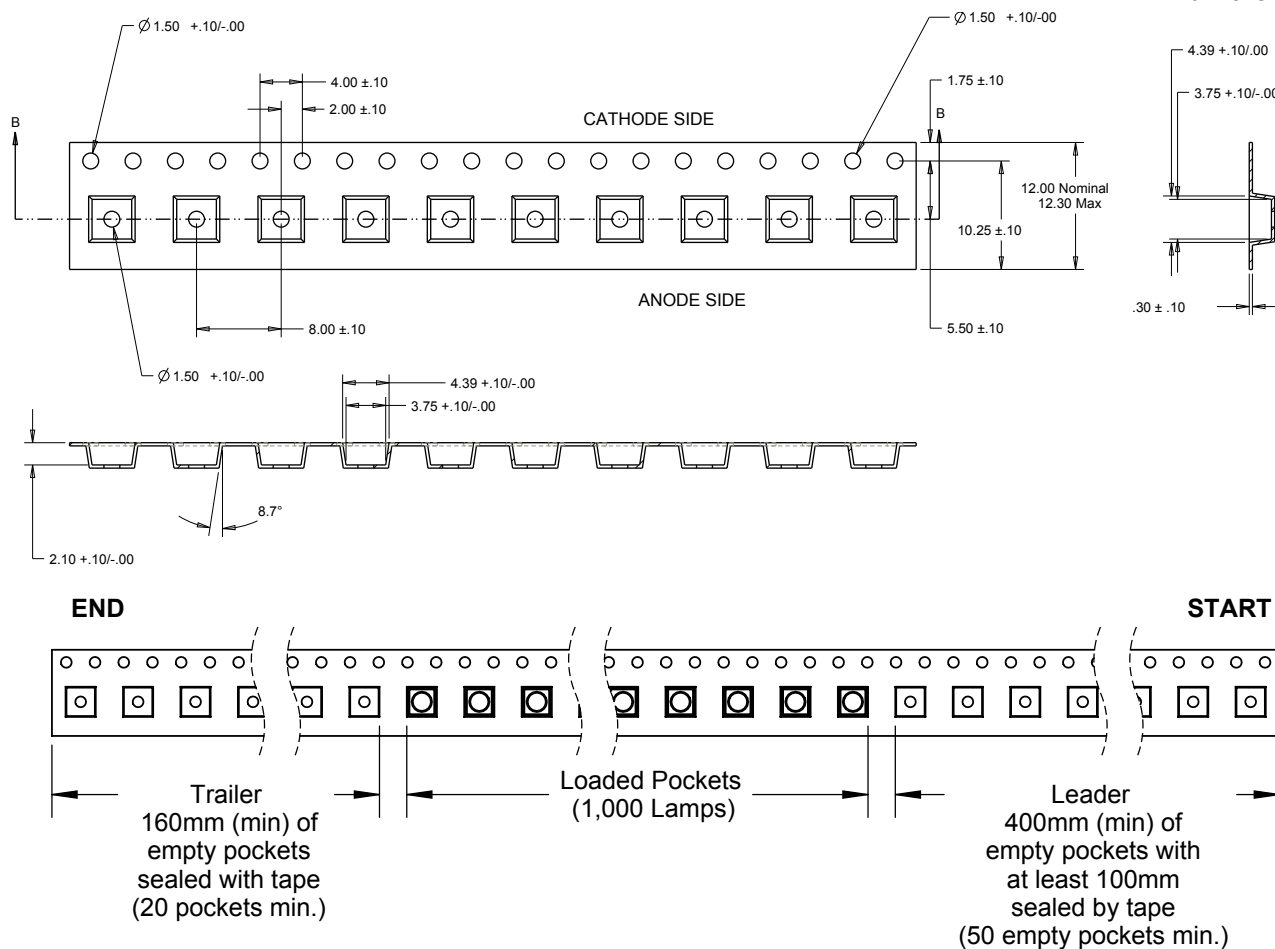 Ø 1.50 +.10/-.00
Ø 1.50 +.10/-00
4.00 ±.10
2.00 ±.10
1.75 ±.10
4.39 +.10/.00
3.75 +.10/-.00
B
B
CATHODE SIDE
12.00 Nominal
12.30 Max
10.25 ±.10
ANODE SIDE
8.00 ±.10
5.50 ±.10
.30 ± .10
Ø 1.50 +.10/-.00
4.39 +.10/-.00
3.75 +.10/-.00
8.7°
2.10 +.10/-.00
END
START
Trailer
160mm (min) of
empty pockets
sealed with tape
(20 pockets min.)
Loaded Pockets
(1,000 Lamps)
Leader
400mm (min) of
empty pockets with
at least 100mm
sealed by tape
(50 empty pockets min.)